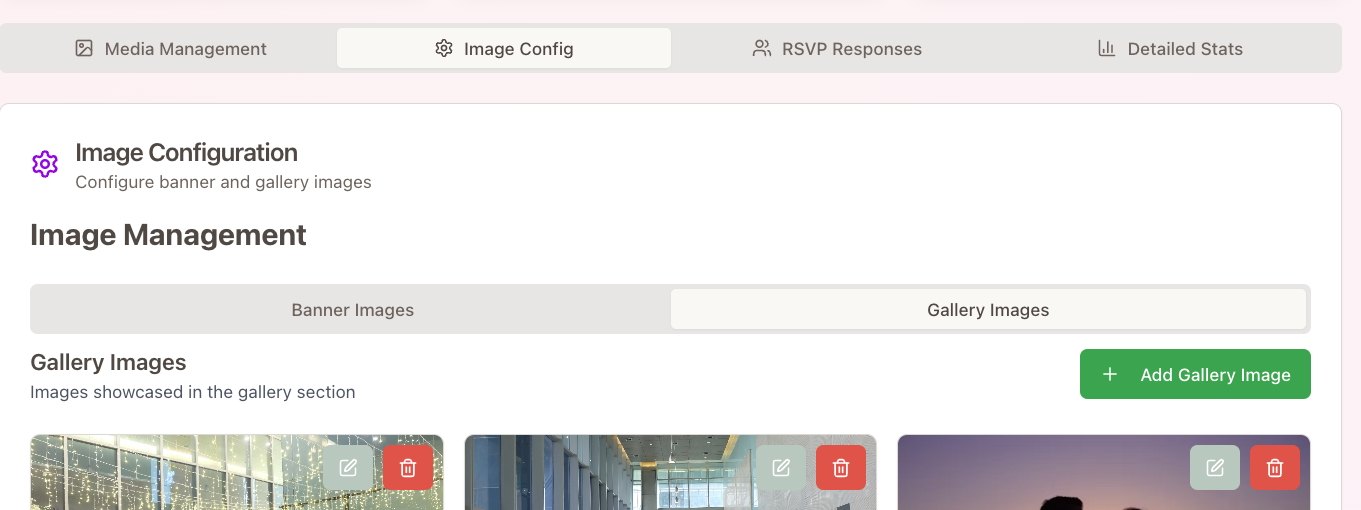 Media Management
Image Config
RSVP Responses
Detailed Stats
Image Configuration
Configure banner and gallery images
Image Management
Banner Images
Gallery Images
Gallery Images
Images showcased in the gallery section
Add Gallery Image